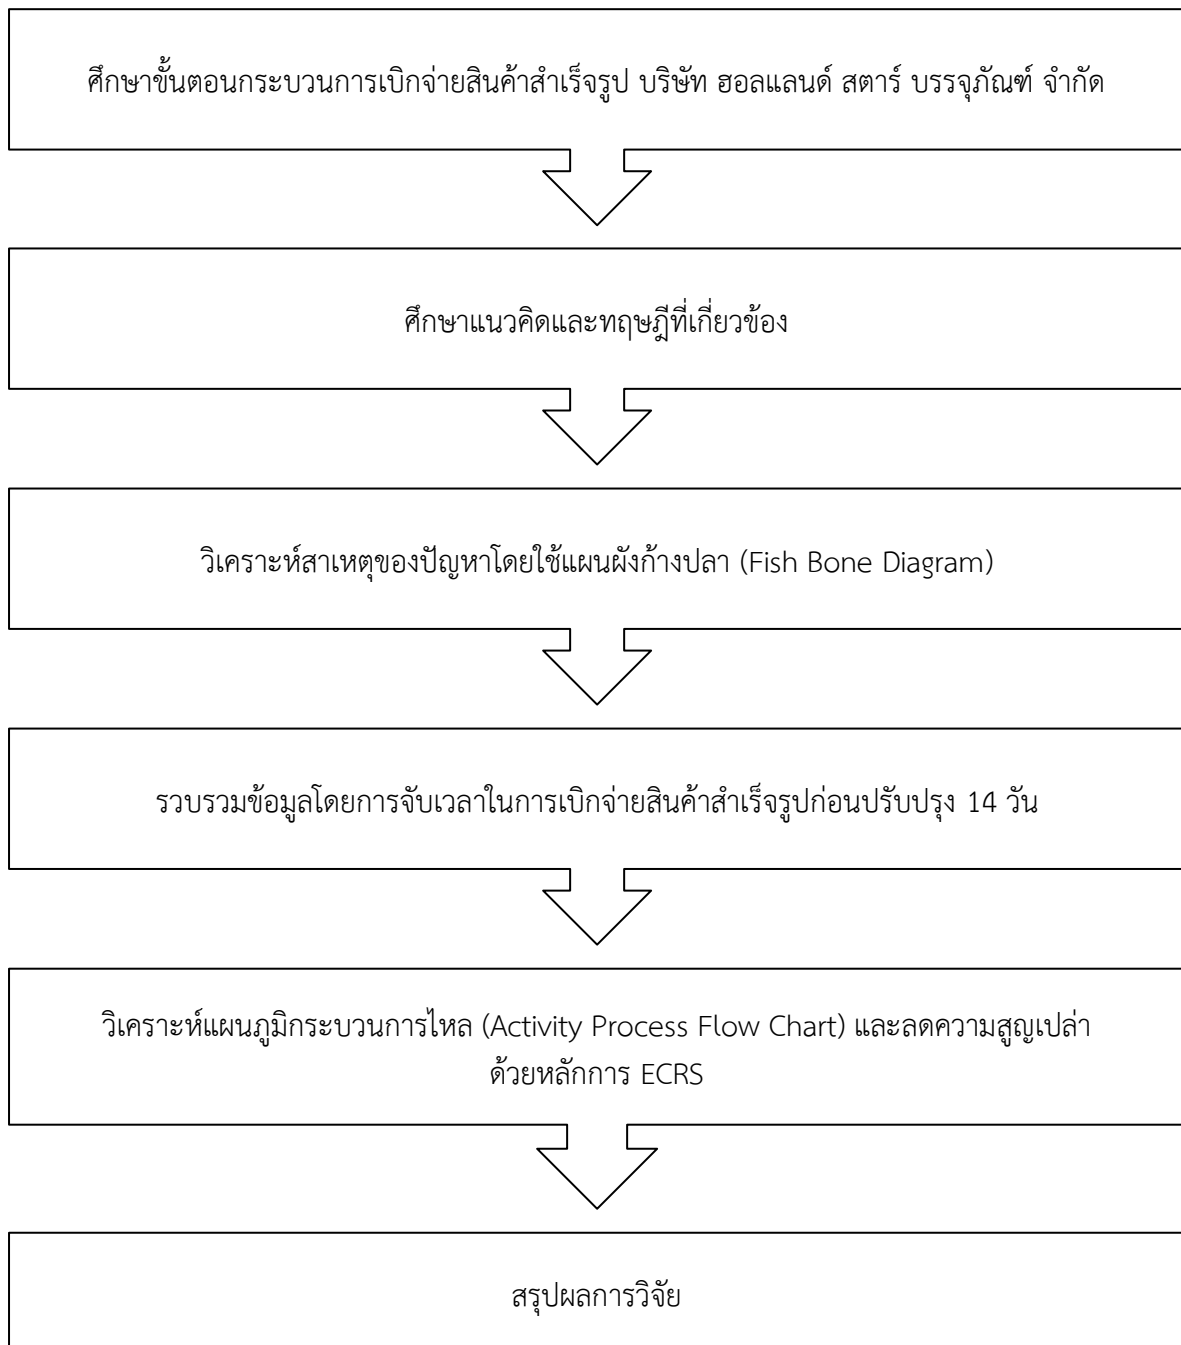 ศึกษาขั้นตอนกระบวนการเบิกจ่ายสินค้าสำเร็จรูป บริษัท ฮอลแลนด์ สตาร์ บรรจุภัณฑ์ จำกัด
ศึกษาแนวคิดและทฤษฎีที่เกี่ยวข้อง
วิเคราะห์สาเหตุของปัญหาโดยใช้แผนผังก้างปลา (Fish Bone Diagram)
รวบรวมข้อมูลโดยการจับเวลาในการเบิกจ่ายสินค้าสำเร็จรูปก่อนปรับปรุง 14 วัน
วิเคราะห์แผนภูมิกระบวนการไหล (Activity Process Flow Chart) และลดความสูญเปล่า
ด้วยหลักการ ECRS
สรุปผลการวิจัย